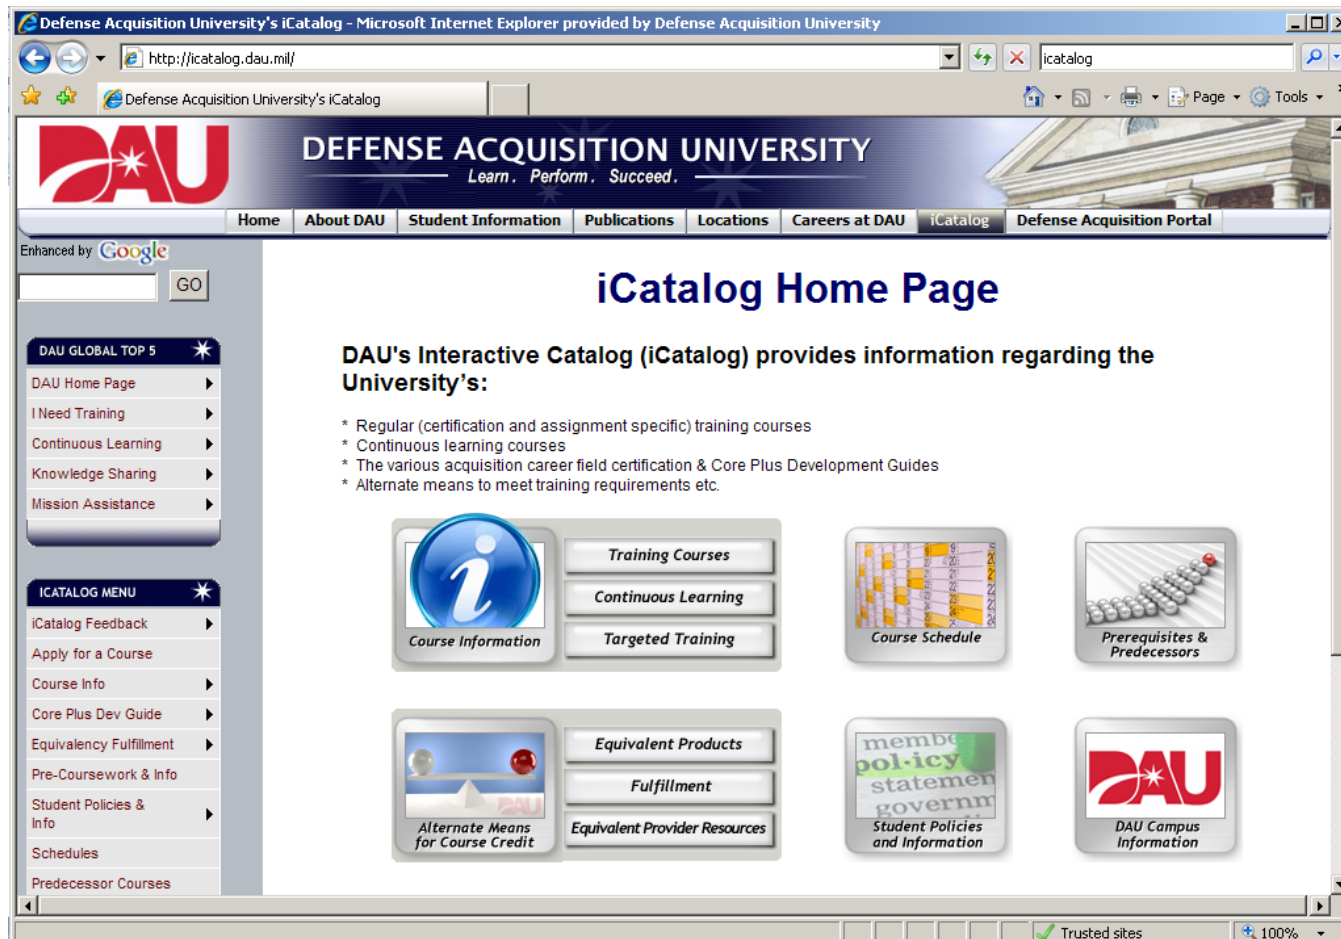 Defense Acquisition University's iCatalog - Microsoft Internet Explorer provided by Defense Acquisition University
http://icatalog.dau.mil/
icatalog
Defense Acquisition University's iCatalog
Page
Tools
DAU
DEFENSE ACQUISITION UNIVERSITY
Learn. Perform. Succeed.
Home
About DAU
Student Information
Publications
Locations
Careers at DAU
iCatalog
Defense Acquisition Portal
Enhanced by Google
GO
DAU GLOBAL TOP 5
DAU Home Page
I Need Training
Continuous Learning
Knowledge Sharing
Mission Assistance
ICATALOG MENU
iCatalog Feedback
Apply for a Course
Course Info
Core Plus Dev Guide
Equivalency Fulfillment
Pre-Coursework & Info
Student Policies &
Info
Schedules
Predecessor Courses
iCatalog Home Page
DAU's Interactive Catalog (iCatalog) provides information regarding the
University's:
* Regular (certification and assignment specific) training courses
* Continuous learning courses
* The various acquisition career field certification & Core Plus Development Guides
* Alternate means to meet training requirements etc.
i
Course Information
Training Courses
Continuous Learning
Targeted Training
Course Schedule
Prerequisites &
Predecessors
DAU
Alternate Means
for Course Credit
Equivalent Products
Fulfillment
Equivalent Provider Resources
membe
pol·icy
statemen
governm
Student Policies
and Information
DAU
DAU Campus
Information
Trusted sites
100%